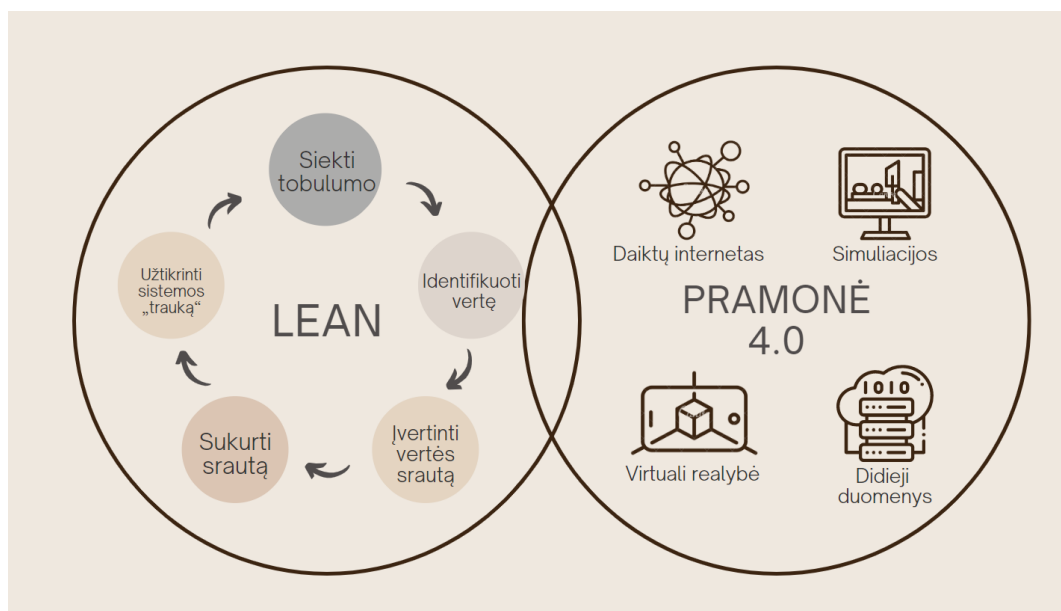 Siekti
tobulumo
Identifikuoti
vertę
Įvertinti
vertės
srautą
Sukurti
srautą
Užtikrinti
sistemos
„trauką“
LEAN
Daiktų internetas
Simuliacijos
PRAMONĖ
4.0
Virtuali realybė
1010
Didieji
duomenys